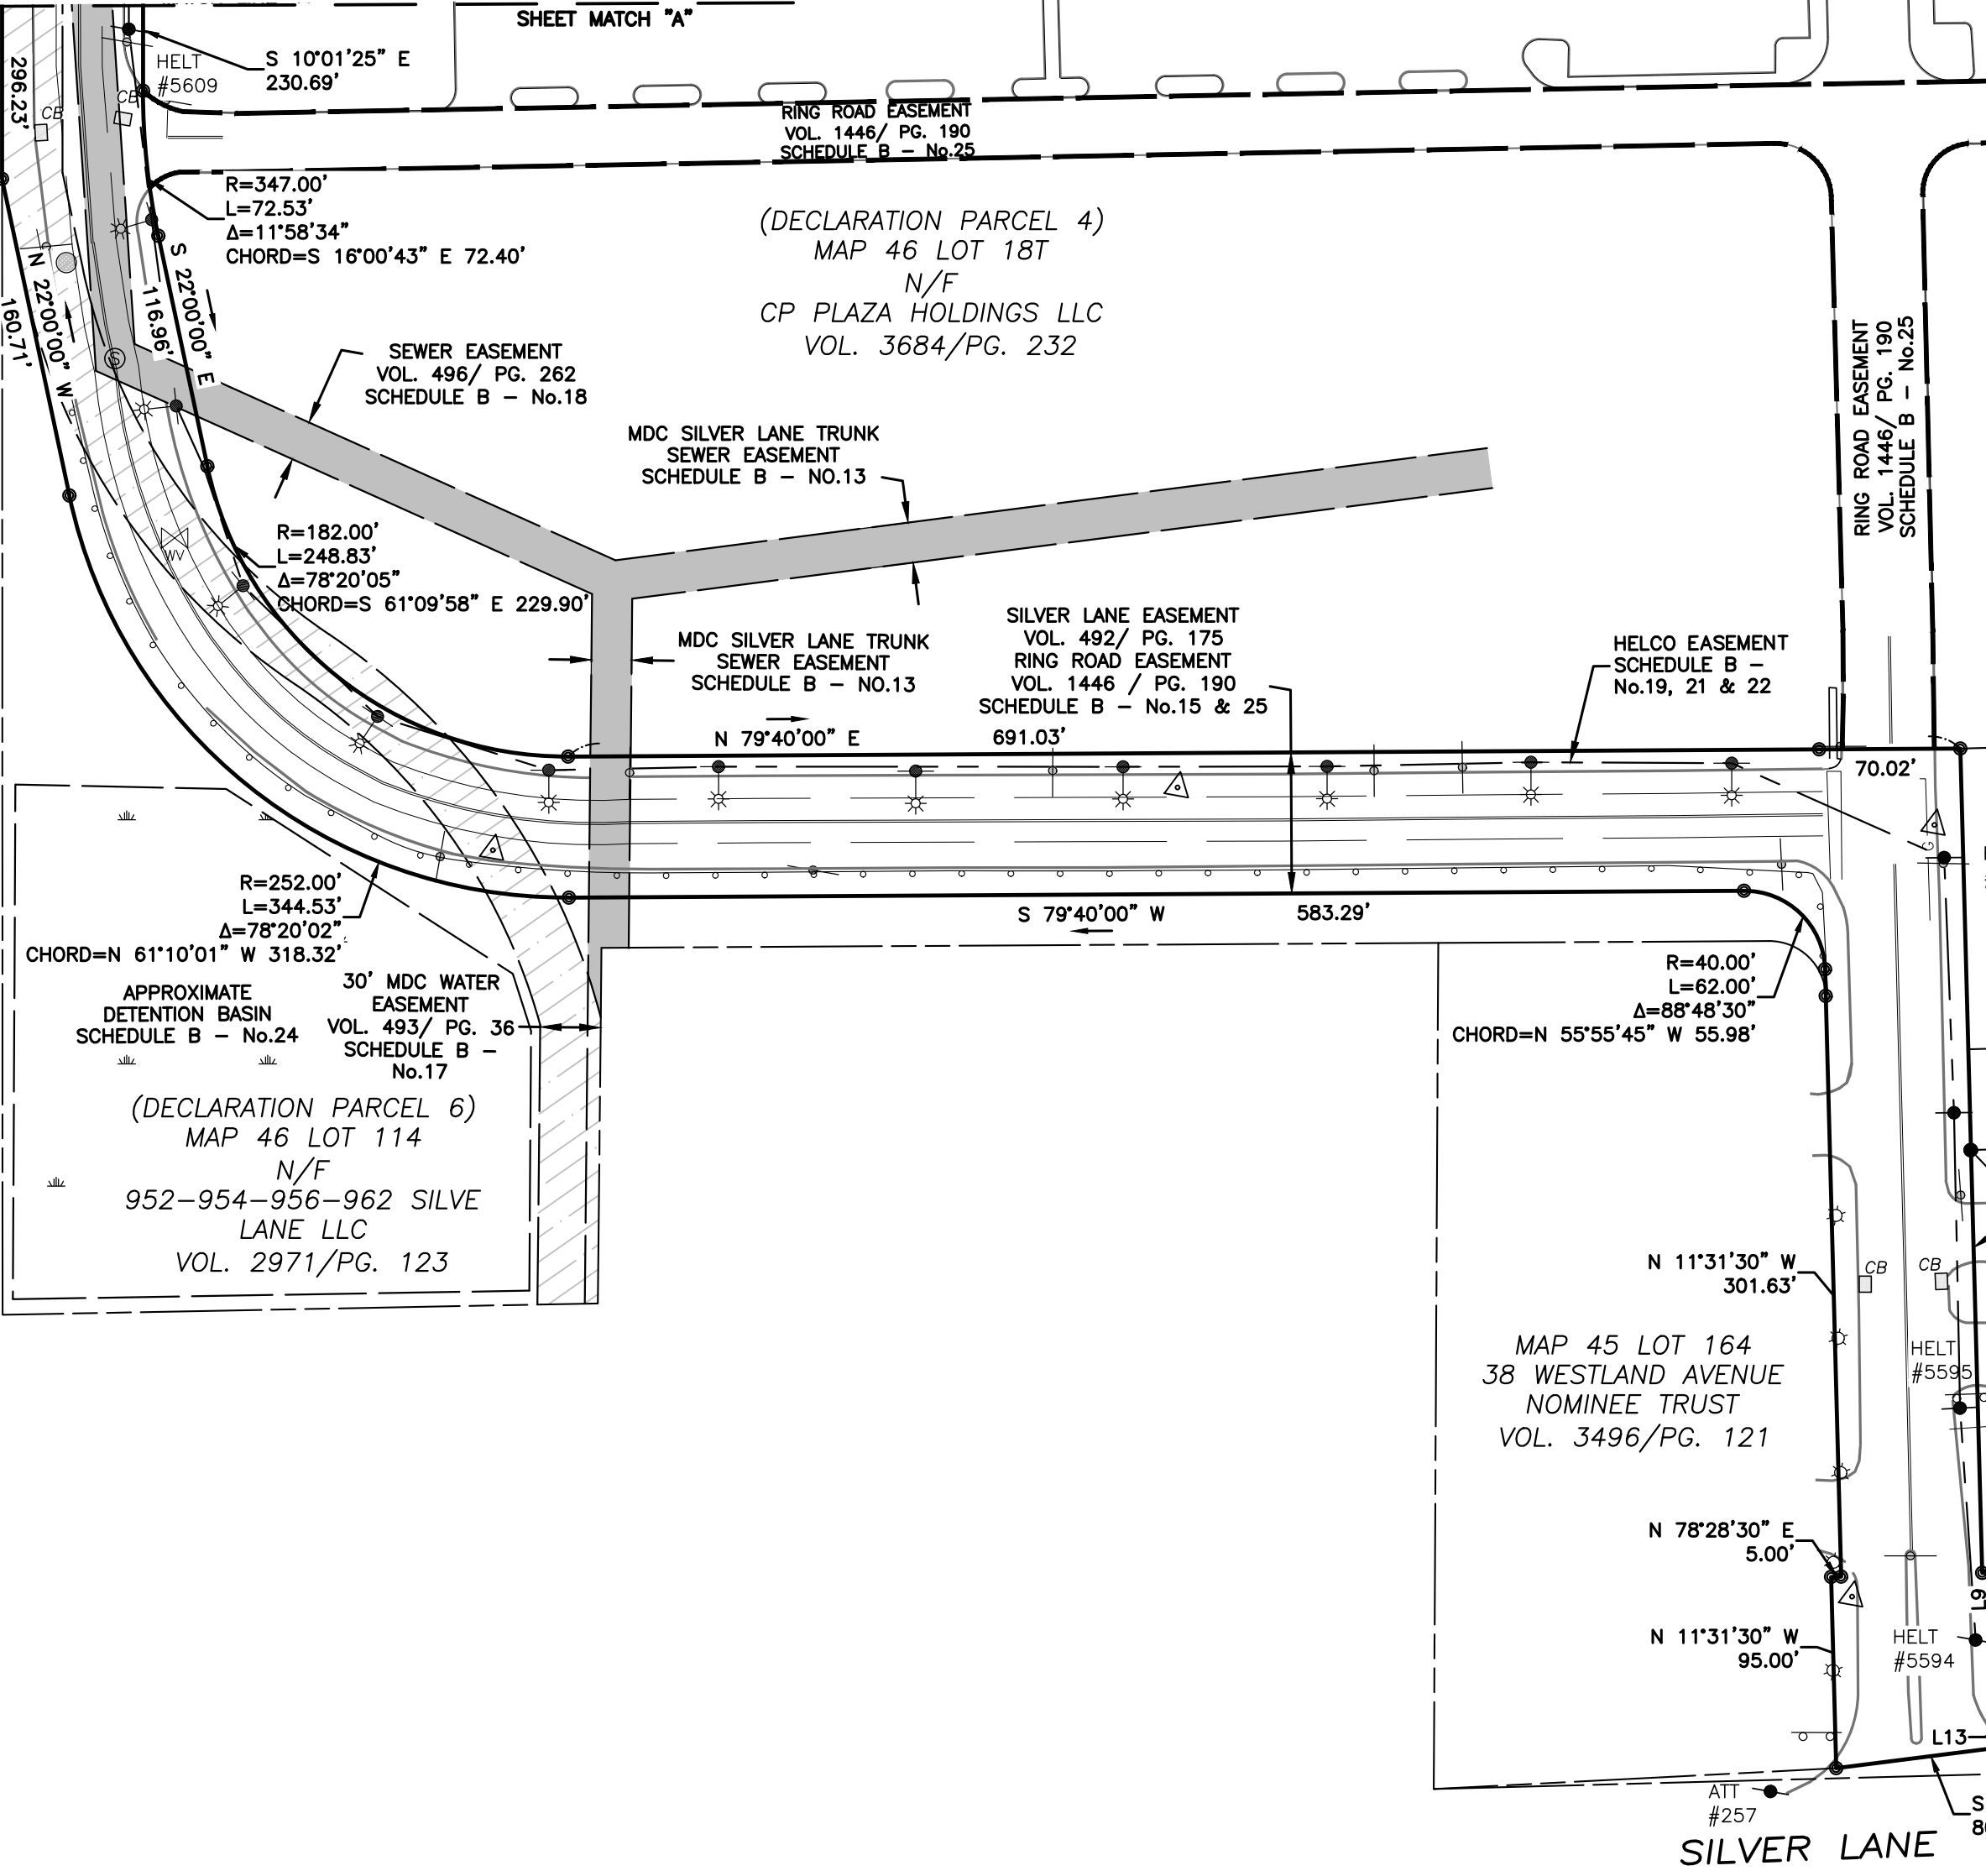 SHEET MATCH "A"
296.23'
CB
CB
HELT
#5609
S 10°01'25" E
230.69'
RING ROAD EASEMENT
VOL. 1446/ PG. 190
SCHEDULE B – No.25
R=347.00'
L=72.53'
Δ=11°58'34"
CHORD=S 16°00'43" E 72.40'
(DECLARATION PARCEL 4)
MAP 46 LOT 18T
N/F
CP PLAZA HOLDINGS LLC
VOL. 3684/PG. 232
N 22°00'00" W
160.71'
S 22°00'00" E
116.96'
S
SEWER EASEMENT
VOL. 496/ PG. 262
SCHEDULE B – No.18
MDC SILVER LANE TRUNK
SEWER EASEMENT
SCHEDULE B – NO.13
RING ROAD EASEMENT
VOL. 1446/ PG. 190
SCHEDULE B – No.25
WV
R=182.00'
L=248.83'
Δ=78°20'05"
CHORD=S 61°09'58" E 229.90'
MDC SILVER LANE TRUNK
SEWER EASEMENT
SCHEDULE B – NO.13
SILVER LANE EASEMENT
VOL. 492/ PG. 175
RING ROAD EASEMENT
VOL. 1446 / PG. 190
SCHEDULE B – No.15 & 25
HELCO EASEMENT
SCHEDULE B –
No.19, 21 & 22
N 79°40'00" E
691.03'
70.02'
G
R=252.00'
L=344.53'
Δ=78°20'02"
CHORD=N 61°10'01" W 318.32'
S 79°40'00" W
583.29'
R=40.00'
L=62.00'
Δ=88°48'30"
CHORD=N 55°55'45" W 55.98'
APPROXIMATE
DETENTION BASIN
SCHEDULE B – No.24
30' MDC WATER
EASEMENT
VOL. 493/ PG. 36
SCHEDULE B –
No.17
(DECLARATION PARCEL 6)
MAP 46 LOT 114
N/F
952–954–956–962 SILVE
LANE LLC
VOL. 2971/PG. 123
N 11°31'30" W
301.63'
CB
CB
HELT
#5595
MAP 45 LOT 164
38 WESTLAND AVENUE
NOMINEE TRUST
VOL. 3496/PG. 121
N 78°28'30" E
5.00'
L9
N 11°31'30" W
95.00'
HELT
#5594
L13
ATT
#257
S
SILVER LANE